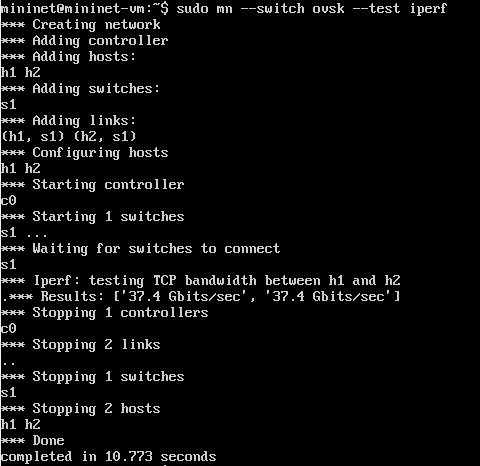 mininet@mininet-vm:~$ sudo mn --switch ovsk --test iperf
*** Creating network
*** Adding controller
*** Adding hosts:
h1 h2
*** Adding switches:
s1
*** Adding links:
(h1, s1) (h2, s1)
*** Configuring hosts
h1 h2
*** Starting controller
c0
*** Starting 1 switches
s1 ...
*** Waiting for switches to connect
s1
*** Iperf: testing TCP bandwidth between h1 and h2
.*** Results: ['37.4 Gbits/sec', '37.4 Gbits/sec']
*** Stopping 1 controllers
c0
*** Stopping 2 links
..
*** Stopping 1 switches
s1
*** Stopping 2 hosts
h1 h2
*** Done
completed in 10.773 seconds